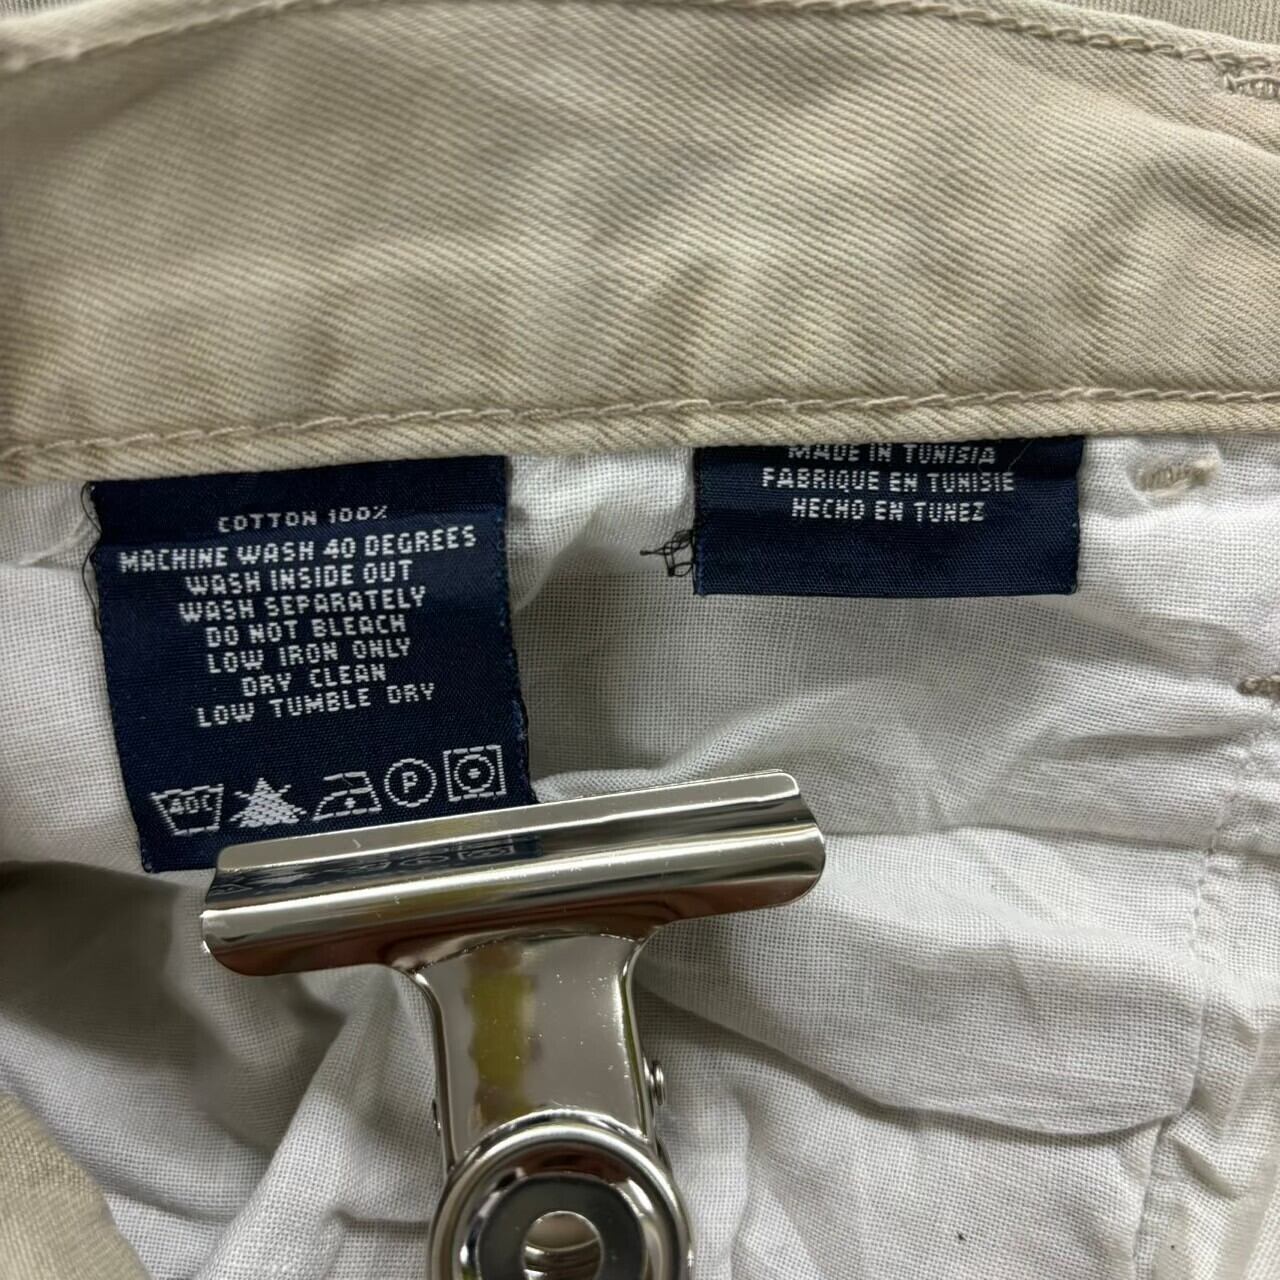 COTTON 100%
MACHINE WASH 40 DEGREES
WASH INSIDE OUT
WASH SEPARATELY
DO NOT BLEACH
LOW IRON ONLY
DRY CLEAN
LOW TUMBLE DRY
40C
P
MADE IN TUNISIA
FABRIQUE EN TUNISIE
HECHO EN TUNEZ